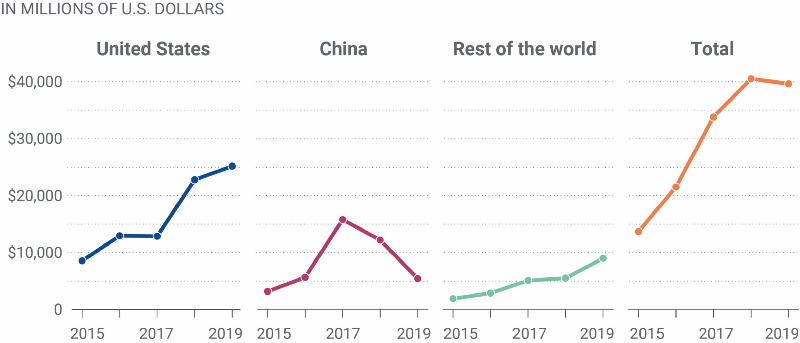 IN MILLIONS OF U.S. DOLLARS
United States China Rest of the world Total
$40,000
$30,000
$20,000
$10,000
0
2015 2017 2019 2015 2017 2019 2015 2017 2019 2015 2017 2019